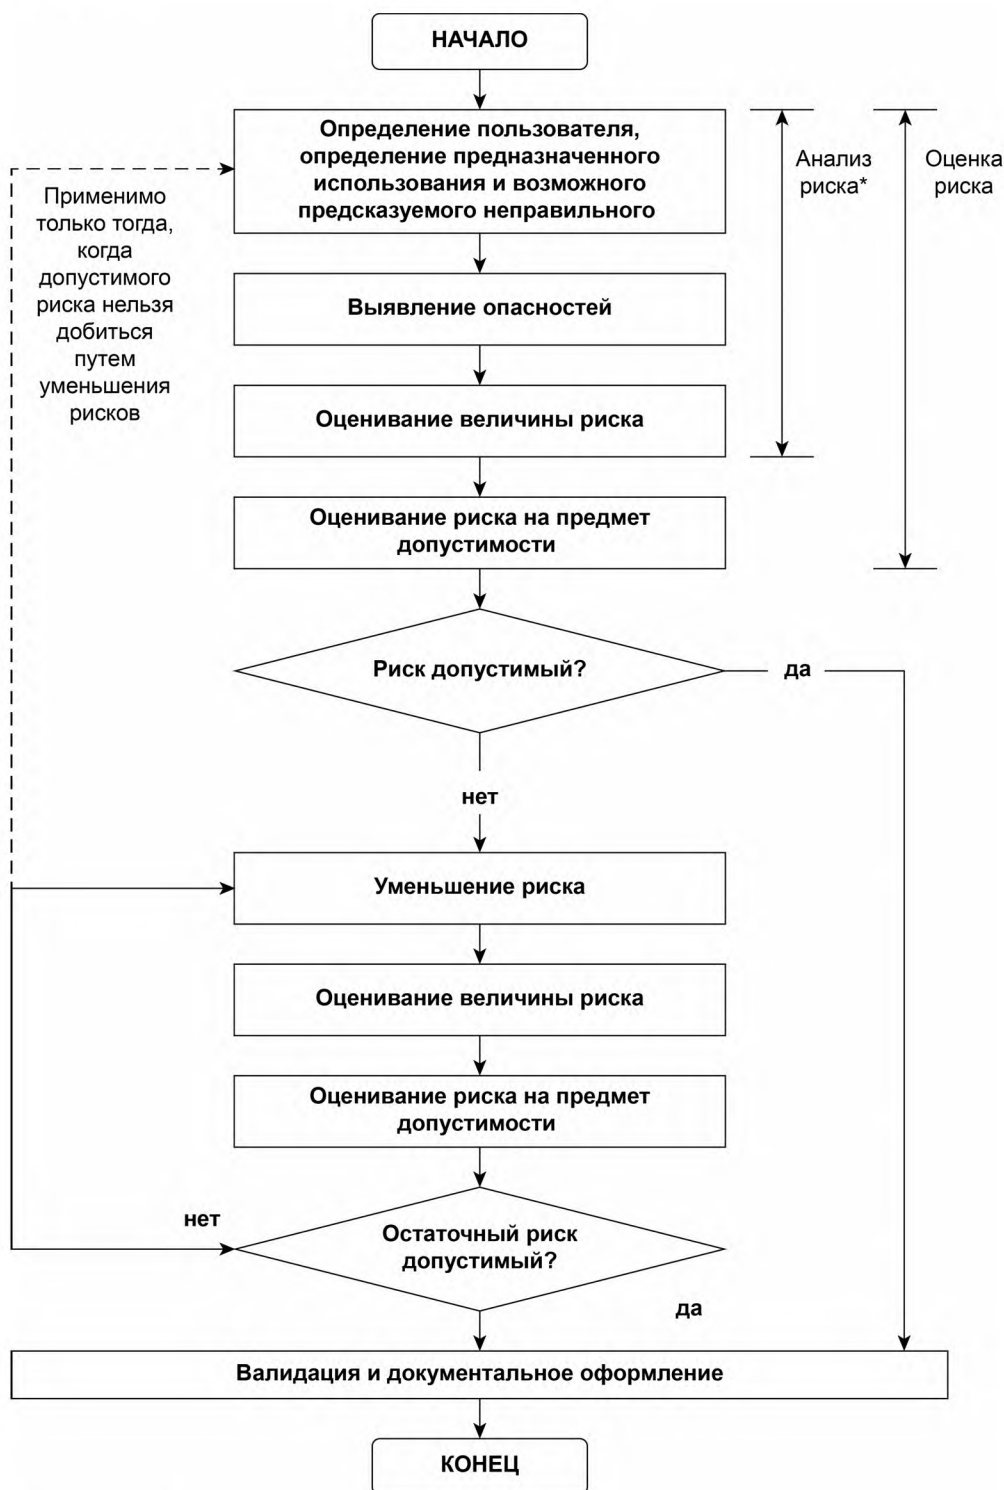 НАЧАЛО
Определение пользователя,
определение предназначенного
использования и возможного
предсказуемого неправильного
Анализ
риска*
Оценка
риска
Применимо
только тогда,
когда
допустимого
риска нельзя
добиться
путем
уменьшения
рисков
Выявление опасностей
Оценивание величины риска
Оценивание риска на предмет
допустимости
Риск допустимый?
да
нет
Уменьшение риска
Оценивание величины риска
Оценивание риска на предмет
допустимости
нет
Остаточный риск
допустимый?
да
Валидация и документальное оформление
КОНЕЦ